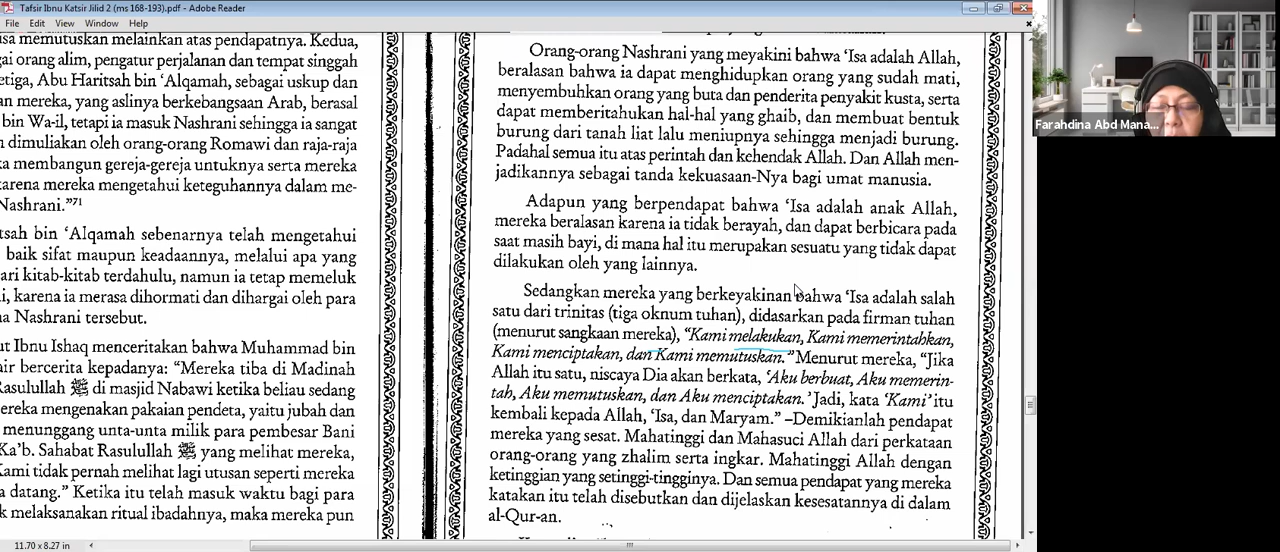 Tafsir Ibnu Katsir Jilid 2 (ms 168-193).pdf - Adobe Reader
File Edit View Window Help
memutuskan melainkan atas pendapatnya. Kedua,
orang alim, pengatur perjalanan dan tempat singgah
Abu Haritsah bin ‘Alqamah, sebagai uskup dan
mereka, yang aslinya berkebangsaan Arab, berasal
bin Wa-il, tetapi ia masuk Nashrani sehingga ia sangat
dimuliakan oleh orang-orang Romawi dan raja-raja
membangun gereja-gereja untuknya serta mereka
karena mereka mengetahui keteguhannya dalam me-
Nashrani.”71
bin ‘Alqamah sebenarnya telah mengetahui
baik sifat maupun keadaannya, melalui apa yang
kitab-kitab terdahulu, namun ia tetap memeluk
karena ia merasa dihormati dan dihargai oleh para
Nashrani tersebut.
Ibnu Ishaq menceritakan bahwa Muhammad bin
bercerita kepadanya: “Mereka tiba di Madinah
Rasulullah ﷺ di masjid Nabawi ketika beliau sedang
mengenakan pakaian pendeta, yaitu jubah dan
menunggang unta-unta milik para pembesar Bani
Ka’b. Sahabat Rasulullah ﷺ yang melihat mereka,
tidak pernah melihat lagi utusan seperti mereka
datang.” Ketika itu telah masuk waktu bagi para
melaksanakan ritual ibadahnya, maka mereka pun
Orang-orang Nashrani yang meyakini bahwa ‘Isa adalah Allah,
beralasan bahwa ia dapat menghidupkan orang yang sudah mati,
menyembuhkan orang yang buta dan penderita penyakit kusta, serta
dapat memberitahukan hal-hal yang ghaib, dan membuat bentuk
burung dari tanah liat lalu meniupnya sehingga menjadi burung.
Padahal semua itu atas perintah dan kehendak Allah. Dan Allah men-
jadikannya sebagai tanda kekuasaan-Nya bagi umat manusia.
Adapun yang berpendapat bahwa ‘Isa adalah anak Allah,
mereka beralasan karena ia tidak berayah, dan dapat berbicara pada
saat masih bayi, di mana hal itu merupakan sesuatu yang tidak dapat
dilakukan oleh yang lainnya.
Sedangkan mereka yang berkeyakinan bahwa ‘Isa adalah salah
satu dari trinitas (tiga oknum tuhan), didasarkan pada firman tuhan
(menurut sangkaan mereka), “Kami melakukan, Kami memerintahkan,
Kami menciptakan, dan Kami memutuskan.” Menurut mereka, “Jika
Allah itu satu, niscaya Dia akan berkata, ‘Aku berbuat, Aku memerin-
tah, Aku memutuskan, dan Aku menciptakan.’ Jadi, kata ‘Kami’ itu
kembali kepada Allah, ‘Isa, dan Maryam.” –Demikianlah pendapat
mereka yang sesat. Mahatinggi dan Mahasuci Allah dari perkataan
orang-orang yang zhalim serta ingkar. Mahatinggi Allah dengan
ketinggian yang setinggi-tingginya. Dan semua pendapat yang mereka
katakan itu telah disebutkan dan dijelaskan kesesatannya di dalam
al-Qur-an.
11.70 x 8.27 in
Farahdina Abd Mana...